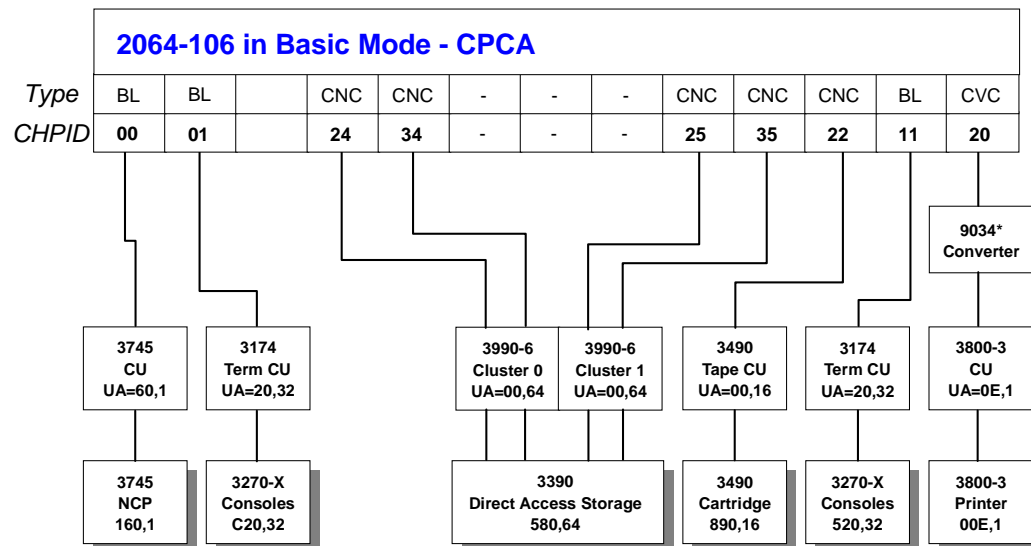 2064-106 in Basic Mode - CPCA
Type BL BL CNC CNC - - - CNC CNC CNC BL CVC
CHPID 00 01 24 34 - - - 25 35 22 11 20
9034*
Converter
3745
CU
UA=60,1
3174
Term CU
UA=20,32
3990-6
Cluster 0
UA=00,64
3990-6
Cluster 1
UA=00,64
3490
Tape CU
UA=00,16
3174
Term CU
UA=20,32
3800-3
CU
UA=0E,1
3745
NCP
160,1
3270-X
Consoles
C20,32
3390
Direct Access Storage
580,64
3490
Cartridge
890,16
3270-X
Consoles
520,32
3800-3
Printer
00E,1